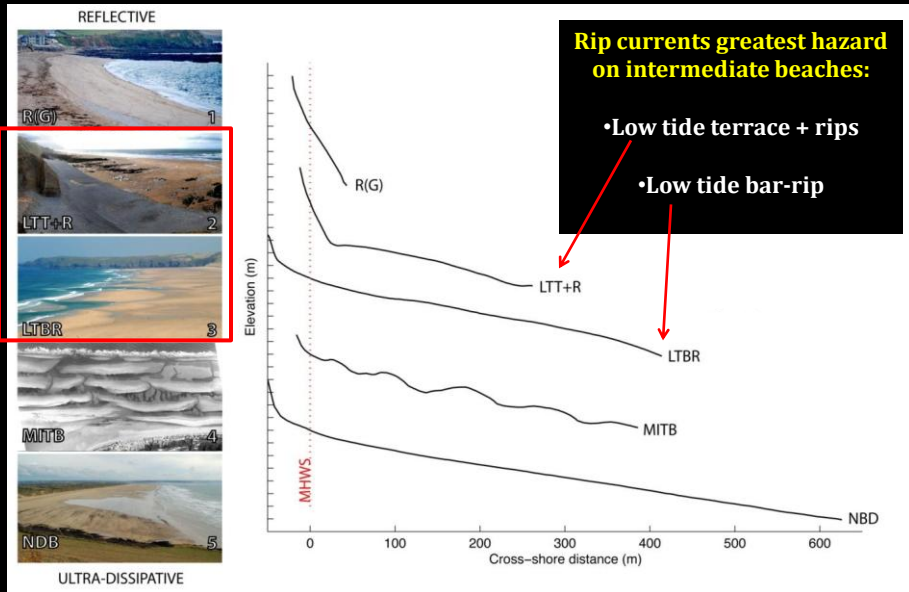 REFLECTIVE
R(G)
1
LTT+R
2
LTBR
3
MITB
4
NDB
5
ULTRA-DISSIPATIVE
Elevation (m)
MHWS
R(G)
LTT+R
LTBR
MITB
NBD
0
100
200
300
400
500
600
Cross-shore distance (m)
Rip currents greatest hazard
on intermediate beaches:
•Low tide terrace + rips
•Low tide bar-rip